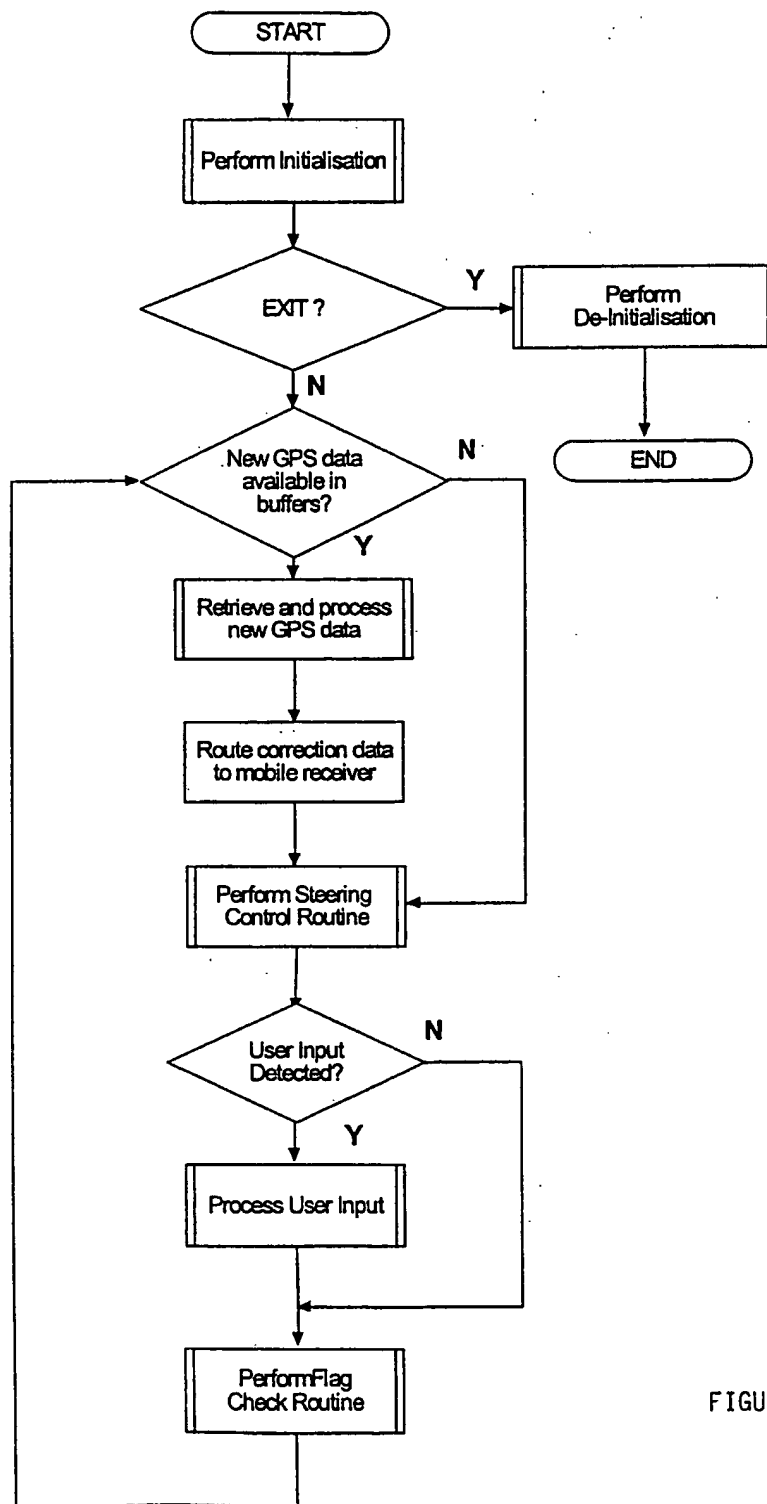 START
Perform Initialisation
EXIT ?
Y
Perform
De-Initialisation
N
END
New GPS data
available in
buffers?
N
Y
Retrieve and process
new GPS data
Route correction data
to mobile receiver
Perform Steering
Control Routine
User Input
Detected?
N
Y
Process User Input
PerformFlag
Check Routine
FIGU